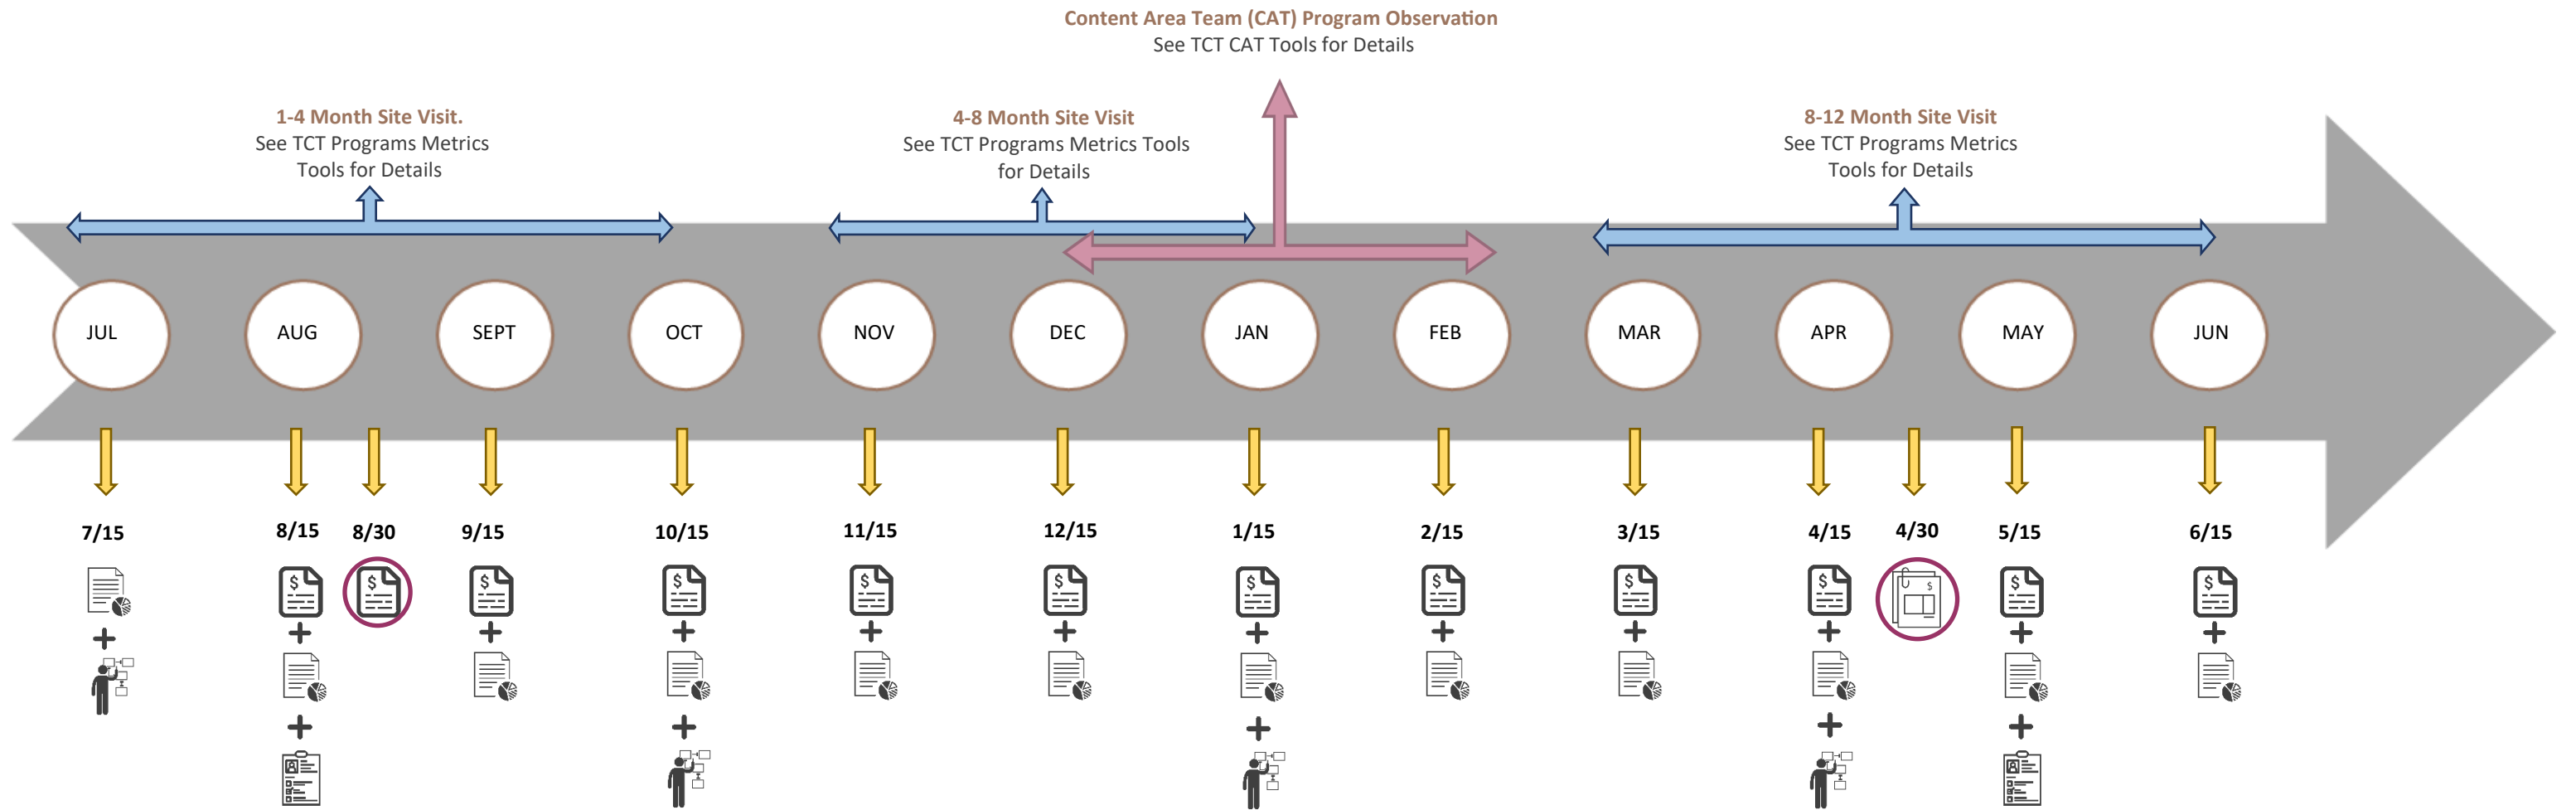 Content Area Team (CAT) Program Observation
See TCT CAT Tools for Details
1-4 Month Site Visit.
See TCT Programs Metrics
Tools for Details
4-8 Month Site Visit
See TCT Programs Metrics Tools
for Details
8-12 Month Site Visit
See TCT Programs Metrics
Tools for Details
JUL
AUG
SEPT
OCT
NOV
DEC
JAN
FEB
MAR
APR
MAY
JUN
7/15
8/15
8/30
9/15
10/15
11/15
12/15
1/15
2/15
3/15
4/15
4/30
5/15
6/15